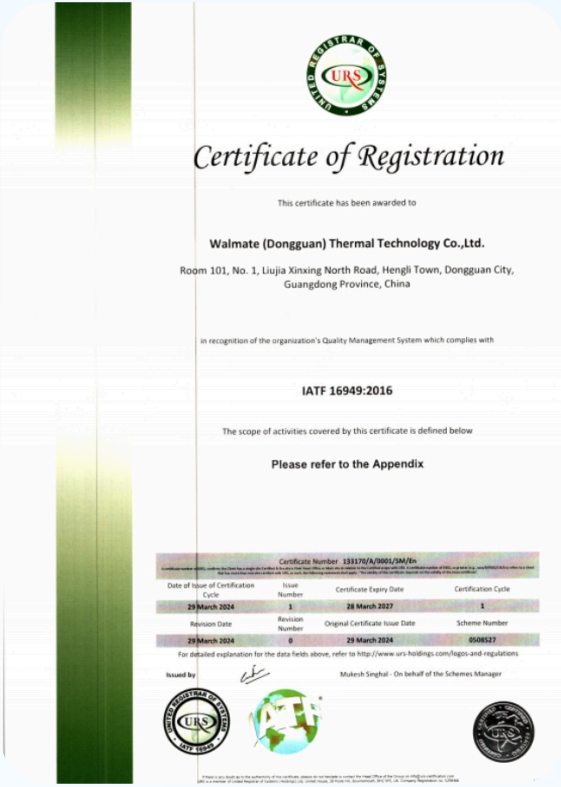 UNITED REGISTRAR OF SYSTEMS
URS
Certificate of Registration
This certificate has been awarded to
Walmate (Dongguan) Thermal Technology Co.,Ltd.
Room 101, No. 1, Liujia Xinxing North Road, Hengli Town, Dongguan City,
Guangdong Province, China
in recognition of the organization's Quality Management System which complies with
IATF 16949:2016
The scope of activities covered by this certificate is defined below
Please refer to the Appendix
Certificate Number 133170/A/0001/SM/En
Date of Issue of Certification Cycle Issue Number Certificate Expiry Date Certification Cycle
29 March 2024 1 28 March 2027 1
Revision Date Revision Number Original Certificate Issue Date Scheme Number
29 March 2024 0 29 March 2024 0508527
For detailed explanation for the data fields above, refer to http://www.urs-holdings.com/logos-and-regulations
Issued by Mukesh Singhal - On behalf of the Schemes Manager
UNITED REGISTRAR OF SYSTEMS
URS
IATF 16949
IATF
URS